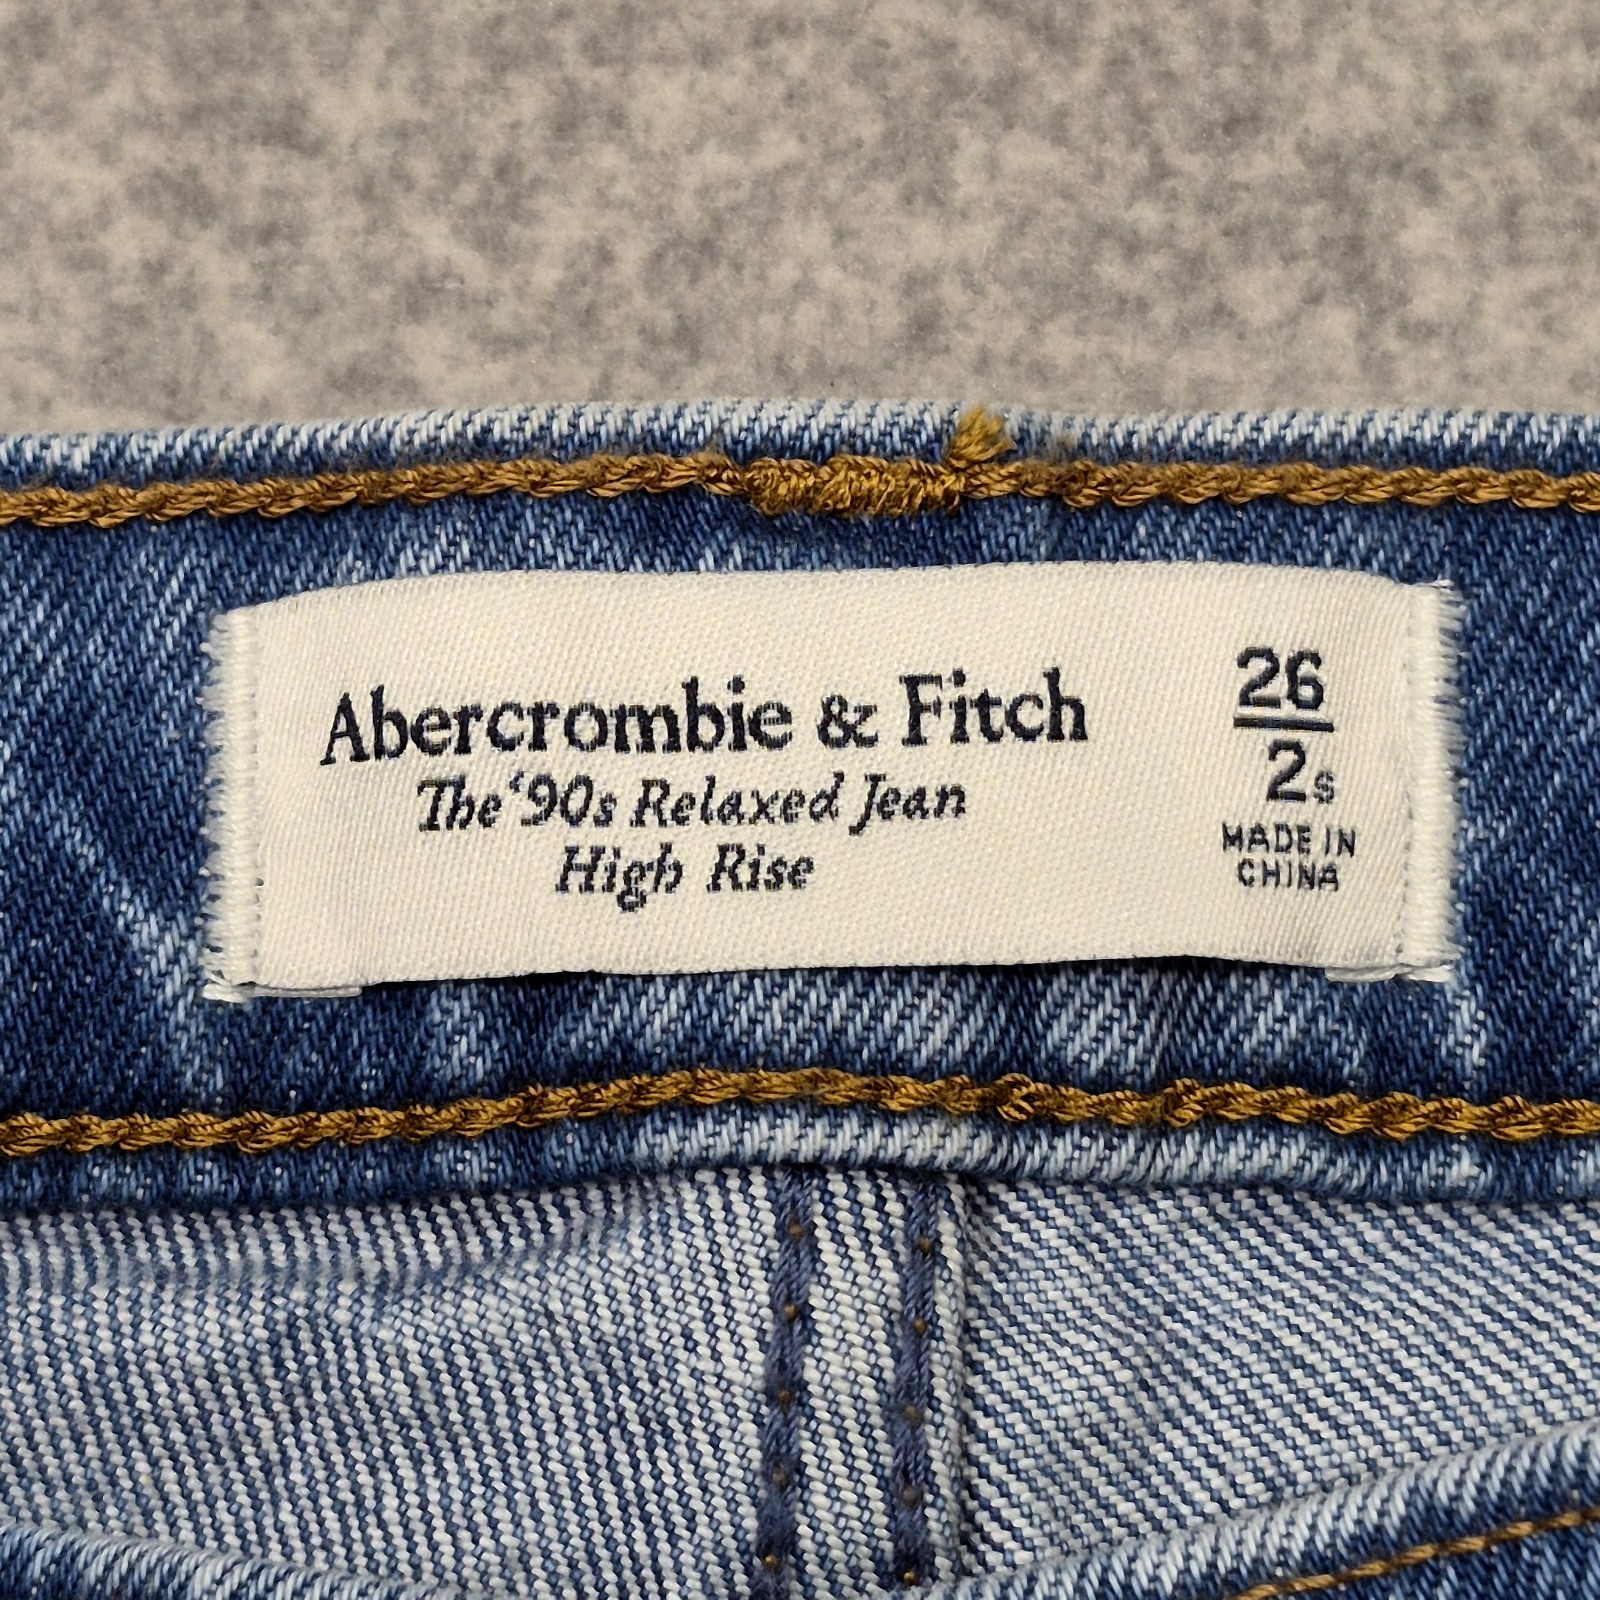 Abercrombie & Fitch
The '90s Relaxed Jean
High Rise
26
2s
MADE IN
CHINA